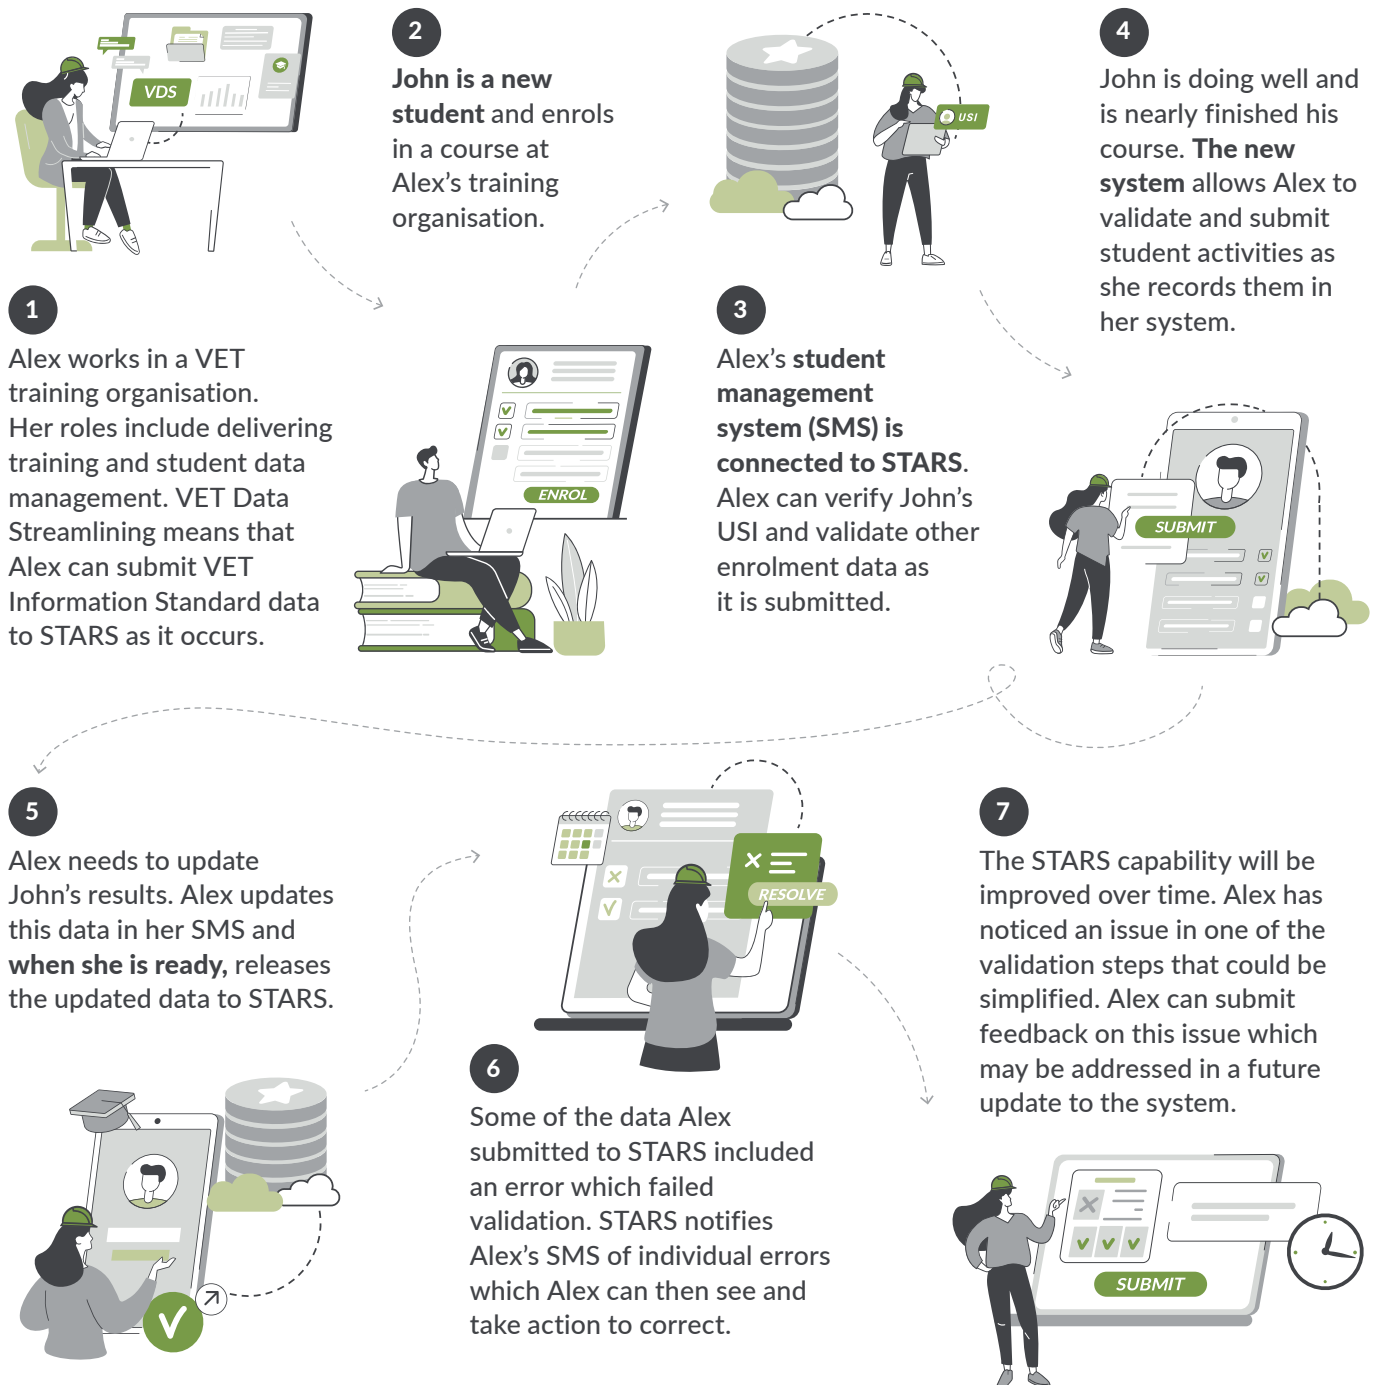 VDS
1
Alex works in a VET
training organisation.
Her roles include delivering
training and student data
management. VET Data
Streamlining means that
Alex can submit VET
Information Standard data
to STARS as it occurs.
2
John is a new
student and enrols
in a course at
Alex’s training
organisation.
ENROL
USI
3
Alex’s student
management
system (SMS) is
connected to STARS.
Alex can verify John’s
USI and validate other
enrolment data as
it is submitted.
4
John is doing well and
is nearly finished his
course. The new
system allows Alex to
validate and submit
student activities as
she records them in
her system.
SUBMIT
5
Alex needs to update
John’s results. Alex updates
this data in her SMS and
when she is ready, releases
the updated data to STARS.
RESOLVE
6
Some of the data Alex
submitted to STARS included
an error which failed
validation. STARS notifies
Alex’s SMS of individual errors
which Alex can then see and
take action to correct.
7
The STARS capability will be
improved over time. Alex has
noticed an issue in one of the
validation steps that could be
simplified. Alex can submit
feedback on this issue which
may be addressed in a future
update to the system.
SUBMIT